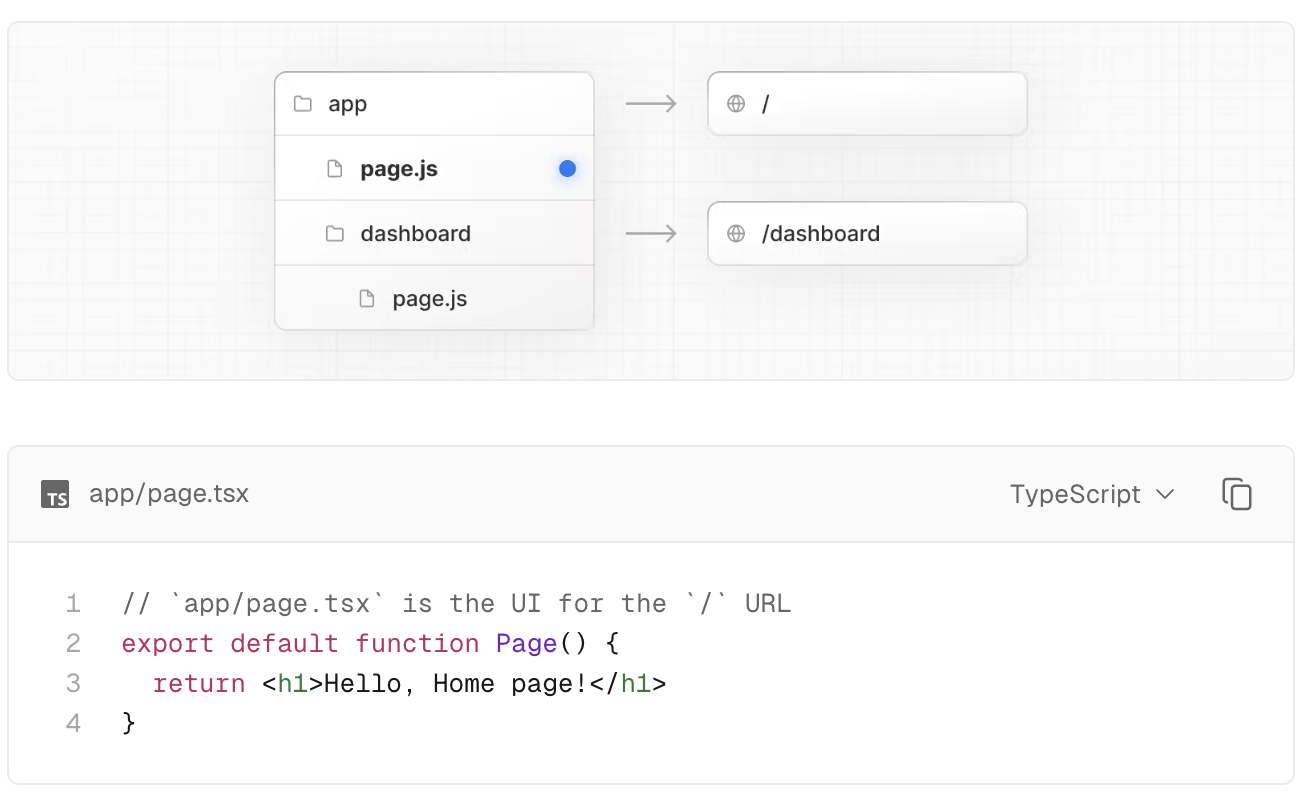 app
/
page.js
dashboard
/dashboard
page.js
TS app/page.tsx
TypeScript
1 // `app/page.tsx` is the UI for the `/` URL
2 export default function Page() {
3   return <h1>Hello, Home page!</h1>
4 }